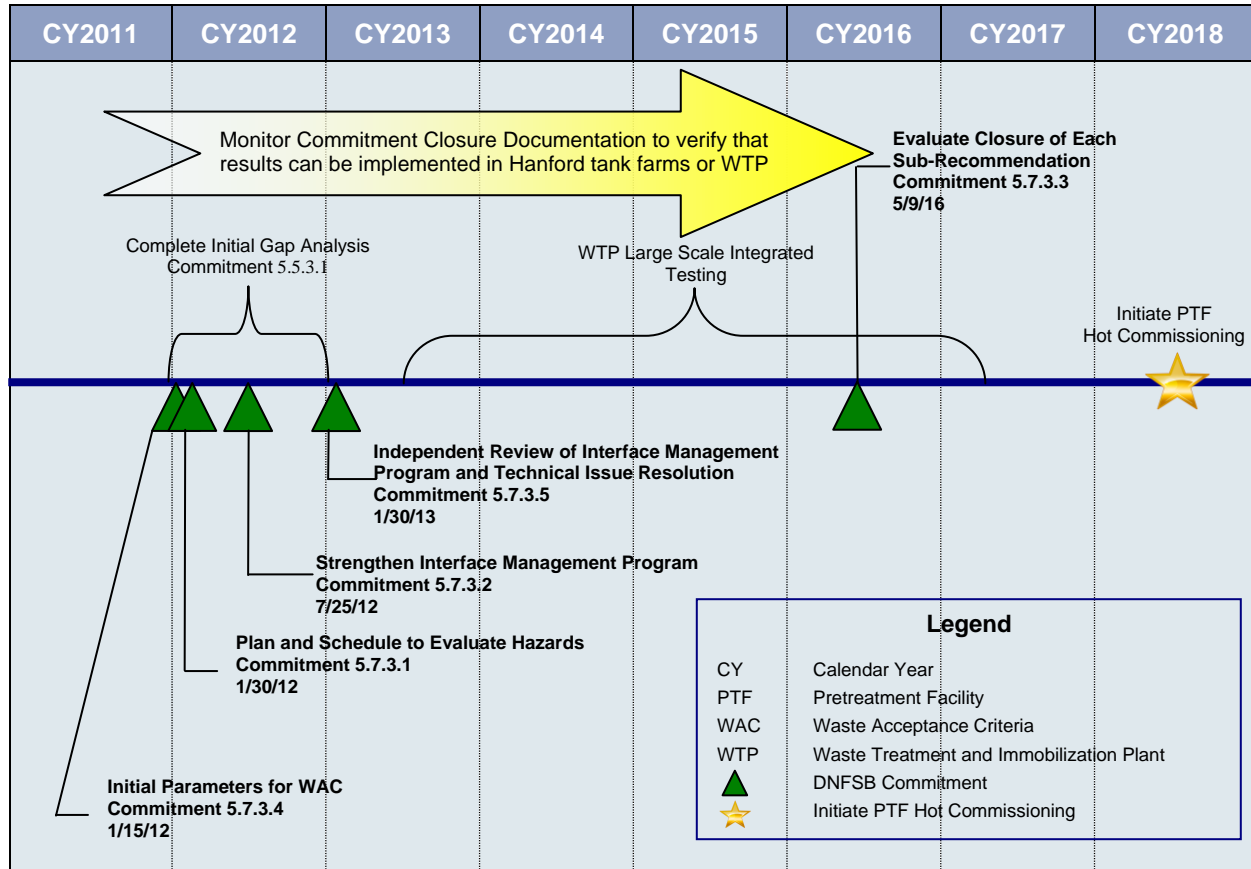 CY2011 CY2012 CY2013 CY2014 CY2015 CY2016 CY2017 CY2018
Monitor Commitment Closure Documentation to verify that
results can be implemented in Hanford tank farms or WTP
Evaluate Closure of Each
Sub-Recommendation
Commitment 5.7.3.3
5/9/16
Complete Initial Gap Analysis
Commitment 5.5.3.1
WTP Large Scale Integrated
Testing
Initiate PTF
Hot Commissioning
Independent Review of Interface Management
Program and Technical Issue Resolution
Commitment 5.7.3.5
1/30/13
Strengthen Interface Management Program
Commitment 5.7.3.2
7/25/12
Plan and Schedule to Evaluate Hazards
Commitment 5.7.3.1
1/30/12
Initial Parameters for WAC
Commitment 5.7.3.4
1/15/12
Legend
CY Calendar Year
PTF Pretreatment Facility
WAC Waste Acceptance Criteria
WTP Waste Treatment and Immobilization Plant
DNFSB Commitment
Initiate PTF Hot Commissioning